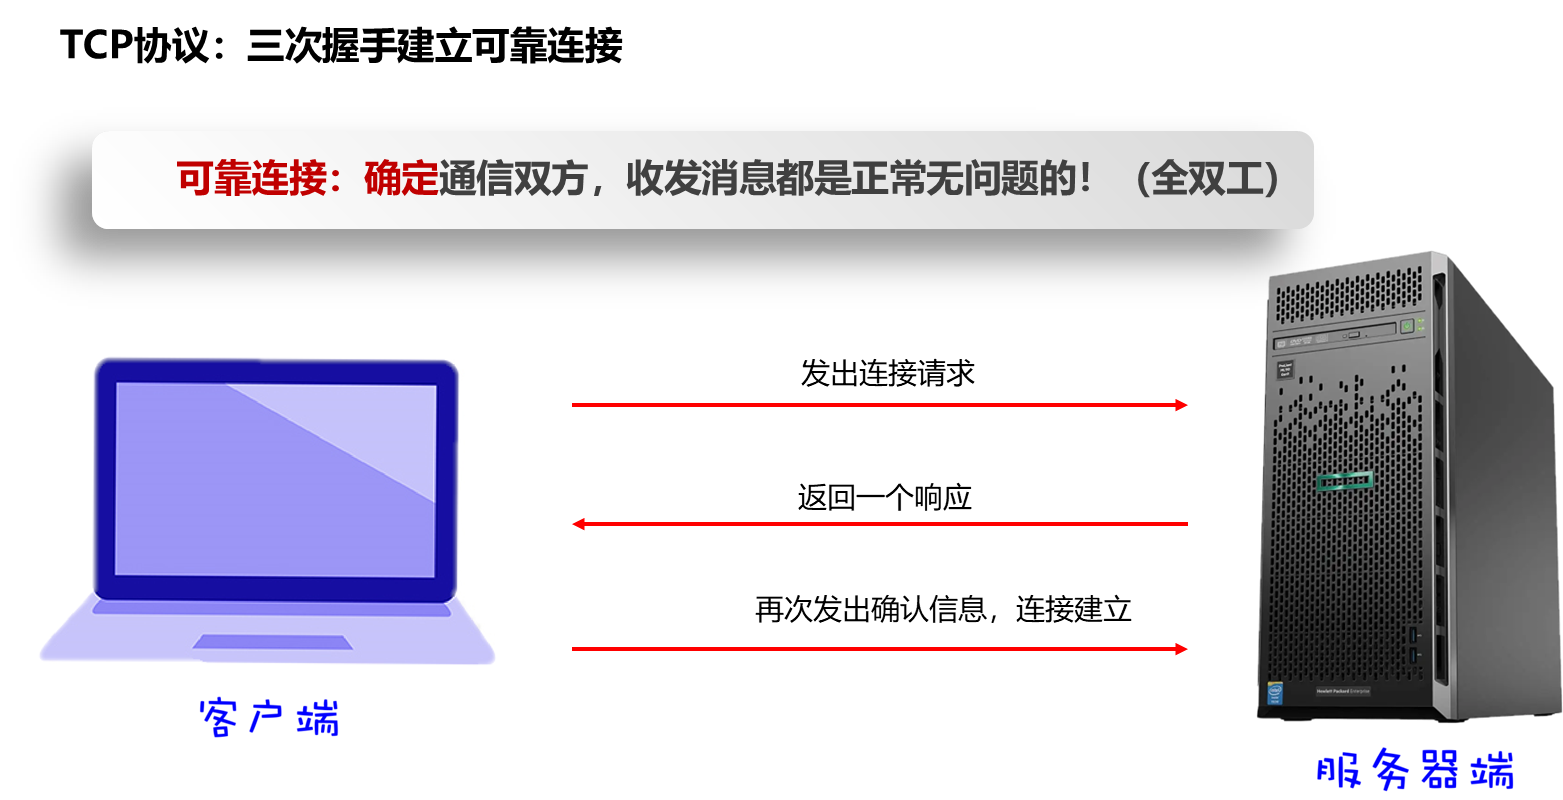 TCP协议：三次握手建立可靠连接
可靠连接：确定通信双方，收发消息都是正常无问题的！（全双工）
发出连接请求
返回一个响应
再次发出确认信息，连接建立
客户端
服务器端
Hewlett Packard Enterprise